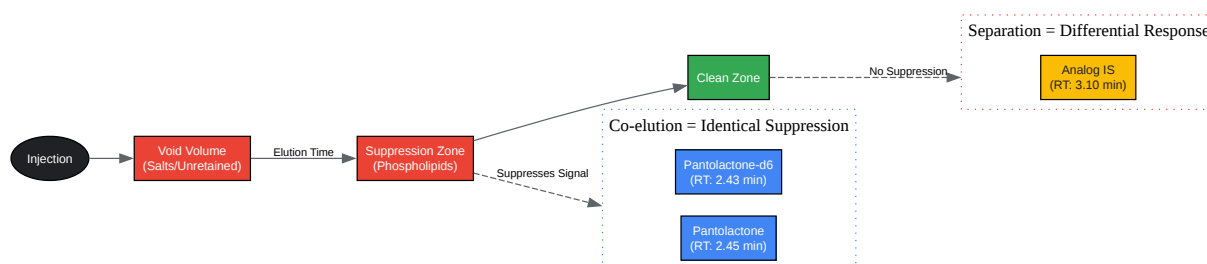 Injection
Void Volume
(Salts/Unretained)
Elution Time
Suppression Zone
(Phospholipids)
Suppresses Signal
Clean Zone
No Suppression
Co-elution = Identical Suppression
Pantolactone-d6
(RT: 2.43 min)
Pantolactone
(RT: 2.45 min)
Separation = Differential Response
Analog IS
(RT: 3.10 min)